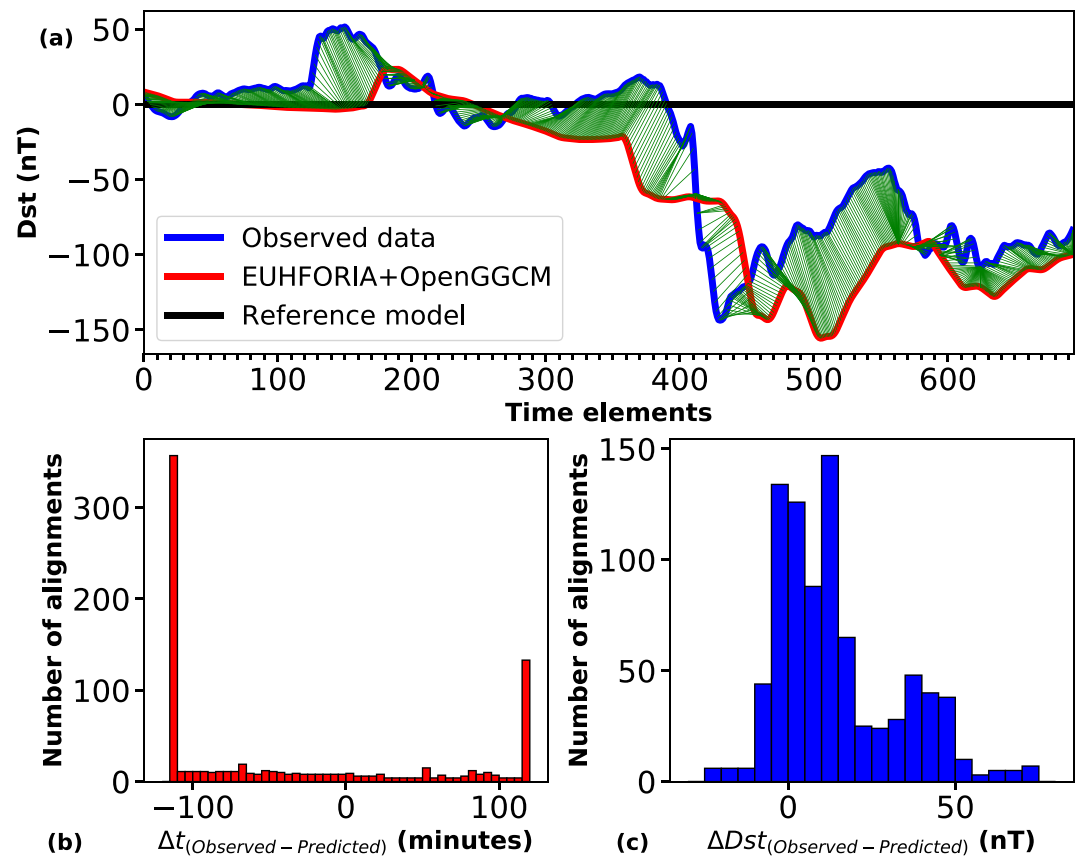 (a)
Dst (nT)
50
0
−50
−100
−150
Observed data
EUHFORIA+OpenGGCM
Reference model
0 100 200 300 400 500 600
Time elements
Number of alignments
300
200
100
0
−100 0 100
(b) Δt(Observed−Predicted) (minutes)
Number of alignments
150
100
50
0
0 50
(c) ΔDst(Observed−Predicted) (nT)